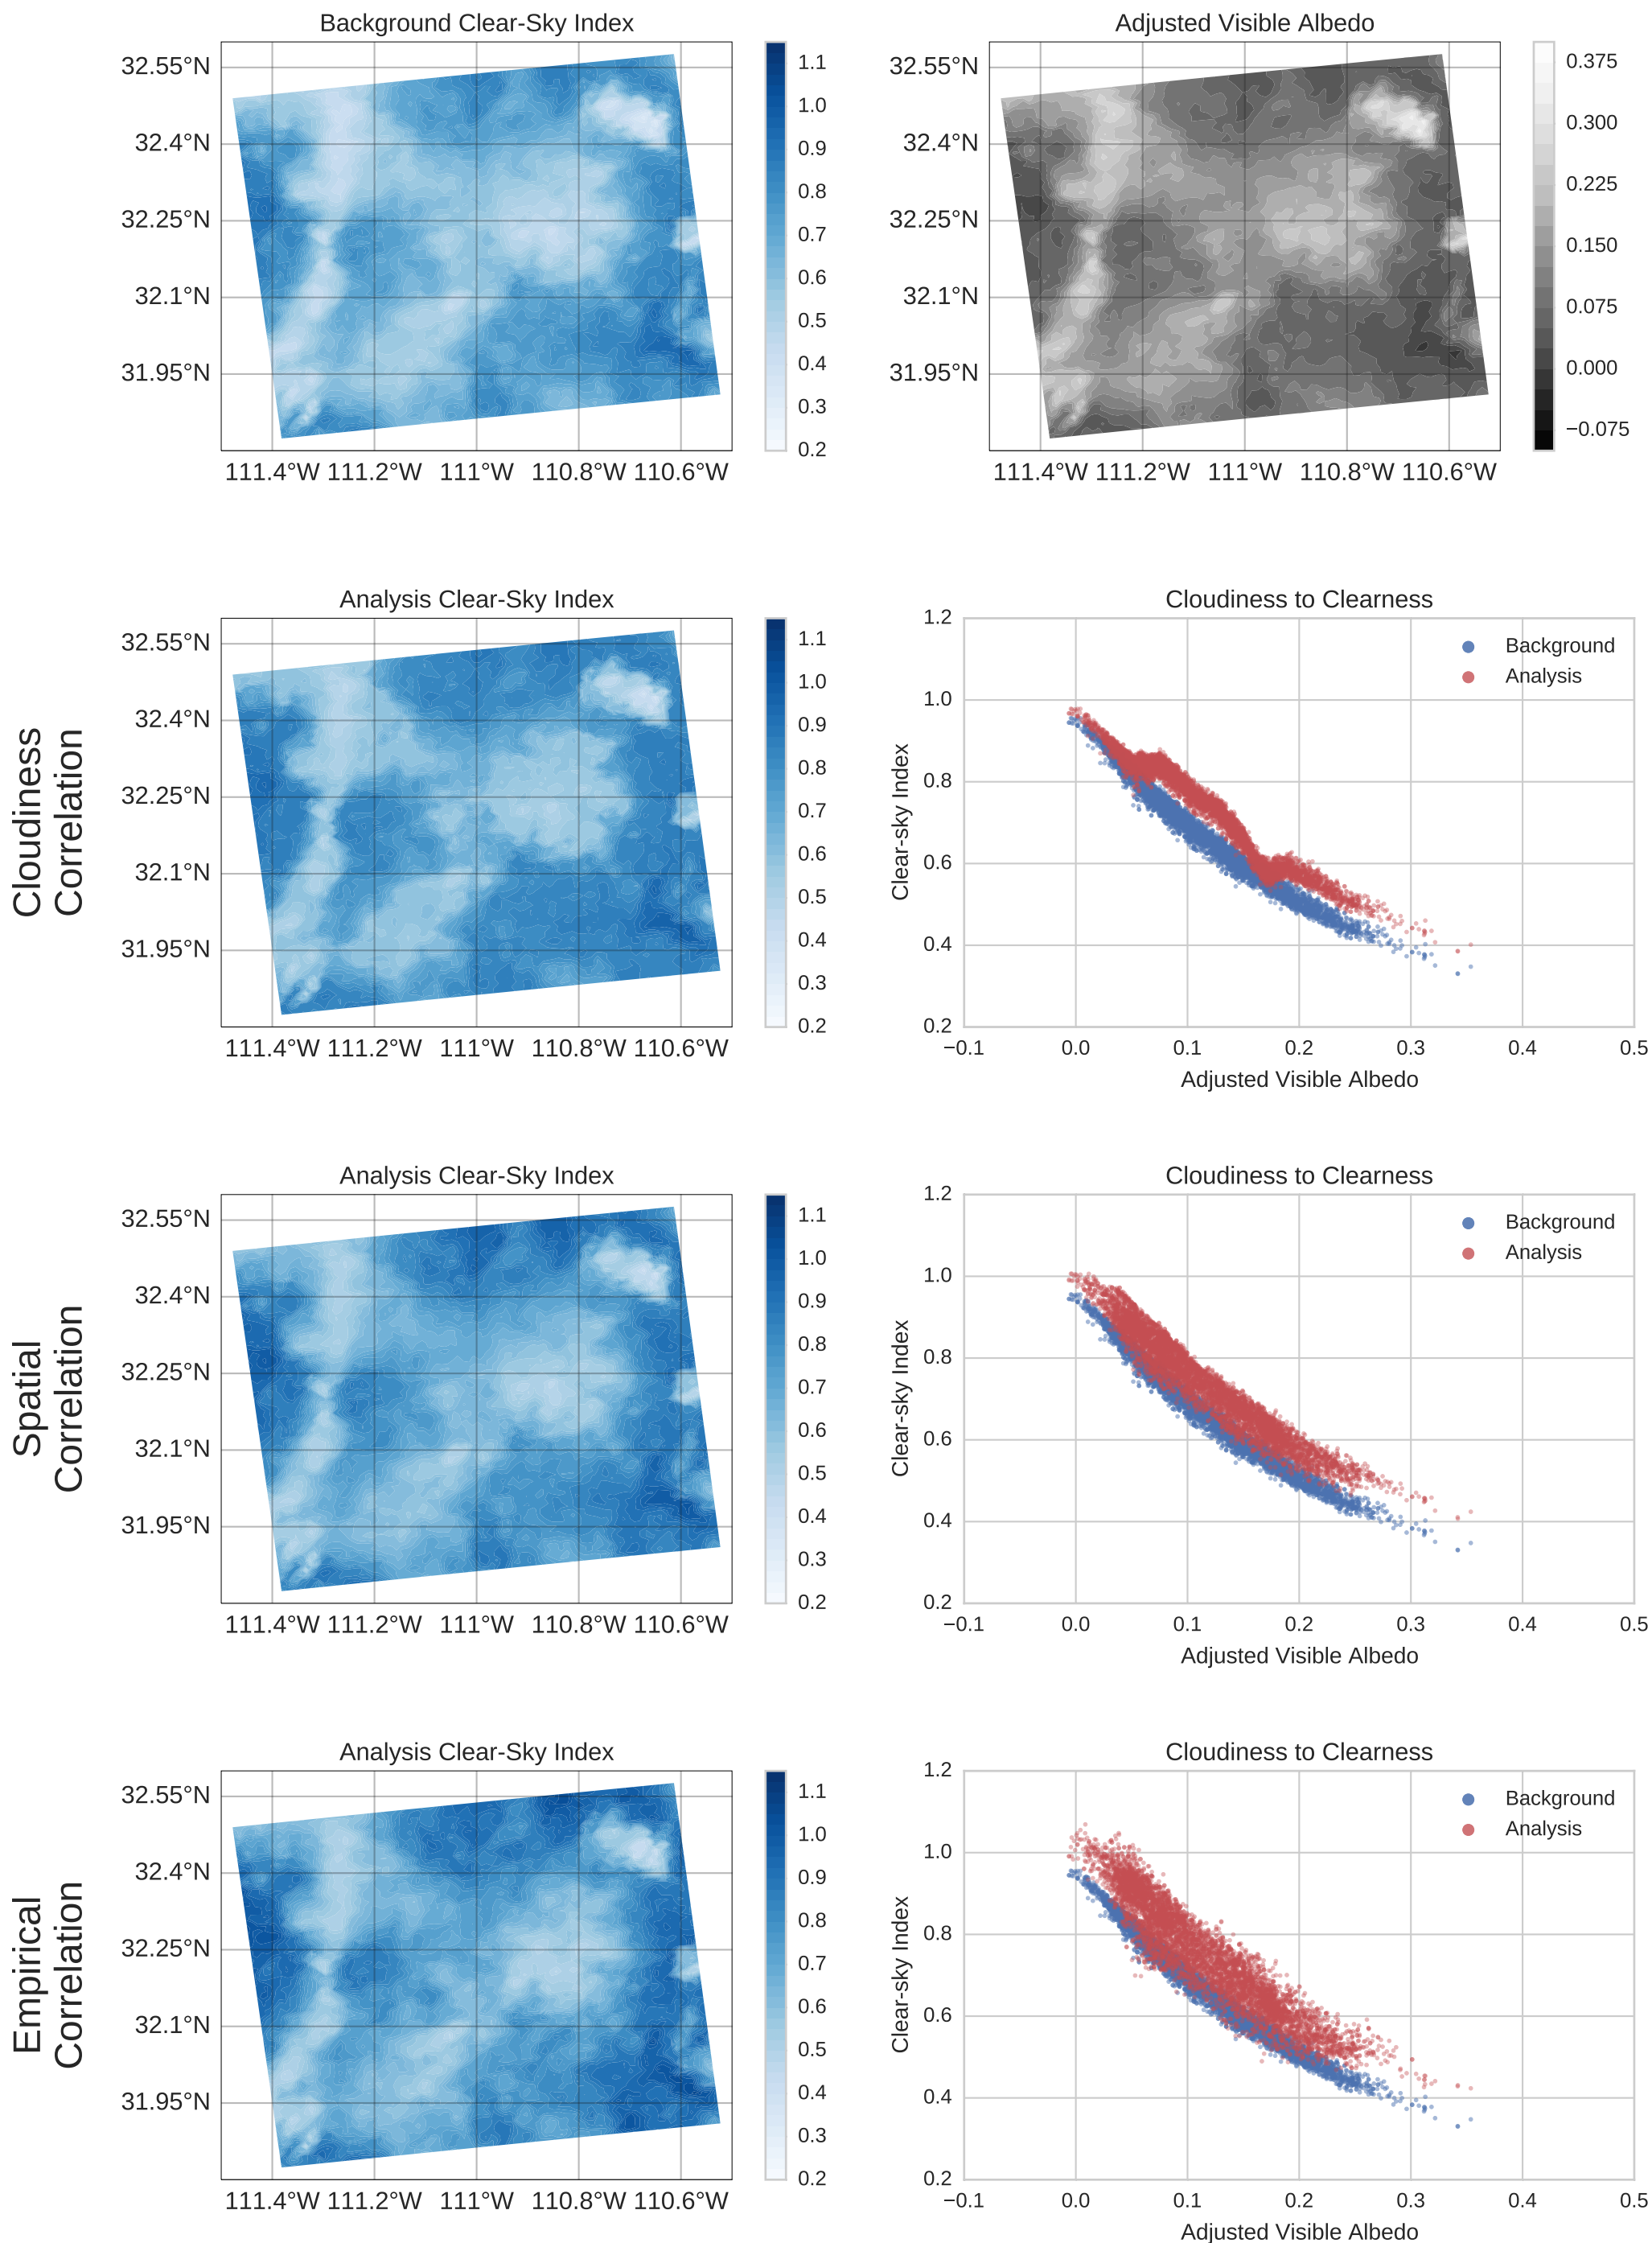 Background Clear-Sky Index
32.55°N
32.4°N
32.25°N
32.1°N
31.95°N
111.4°W 111.2°W 111°W 110.8°W 110.6°W
1.1
1.0
0.9
0.8
0.7
0.6
0.5
0.4
0.3
0.2
Adjusted Visible Albedo
32.55°N
32.4°N
32.25°N
32.1°N
31.95°N
111.4°W 111.2°W 111°W 110.8°W 110.6°W
0.375
0.300
0.225
0.150
0.075
0.000
−0.075
Cloudiness
Correlation
Analysis Clear-Sky Index
32.55°N
32.4°N
32.25°N
32.1°N
31.95°N
111.4°W 111.2°W 111°W 110.8°W 110.6°W
1.1
1.0
0.9
0.8
0.7
0.6
0.5
0.4
0.3
0.2
Cloudiness to Clearness
Clear-sky Index
1.2
1.0
0.8
0.6
0.4
0.2
Background
Analysis
−0.1 0.0 0.1 0.2 0.3 0.4 0.5
Adjusted Visible Albedo
Spatial
Correlation
Analysis Clear-Sky Index
32.55°N
32.4°N
32.25°N
32.1°N
31.95°N
111.4°W 111.2°W 111°W 110.8°W 110.6°W
1.1
1.0
0.9
0.8
0.7
0.6
0.5
0.4
0.3
0.2
Cloudiness to Clearness
Clear-sky Index
1.2
1.0
0.8
0.6
0.4
0.2
Background
Analysis
−0.1 0.0 0.1 0.2 0.3 0.4 0.5
Adjusted Visible Albedo
Empirical
Correlation
Analysis Clear-Sky Index
32.55°N
32.4°N
32.25°N
32.1°N
31.95°N
111.4°W 111.2°W 111°W 110.8°W 110.6°W
1.1
1.0
0.9
0.8
0.7
0.6
0.5
0.4
0.3
0.2
Cloudiness to Clearness
Clear-sky Index
1.2
1.0
0.8
0.6
0.4
0.2
Background
Analysis
−0.1 0.0 0.1 0.2 0.3 0.4 0.5
Adjusted Visible Albedo